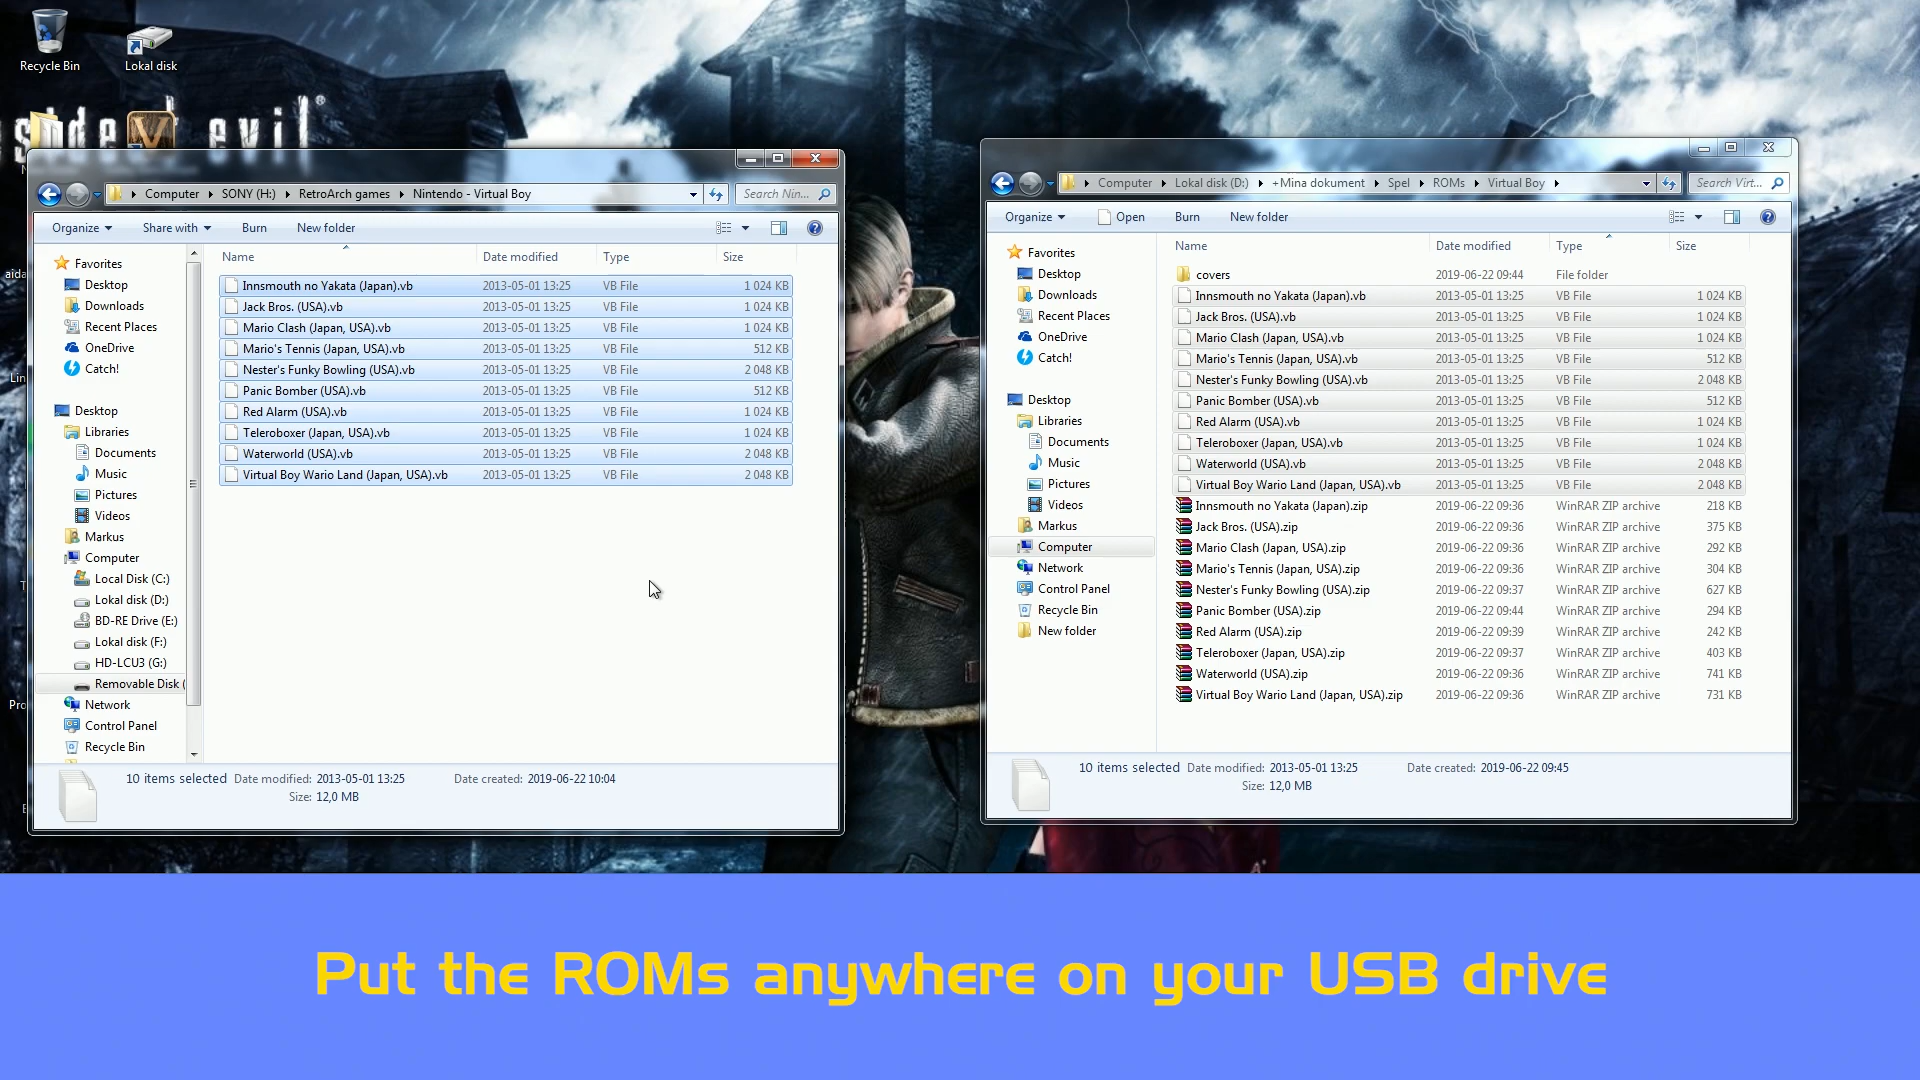 Recycle Bin
Lokal disk
evil®
Computer SONY (H:) RetroArch games Nintendo - Virtual Boy
Search Nin...
Organize Share with Burn New folder
Favorites
Desktop
Downloads
Recent Places
OneDrive
Catch!
Desktop
Libraries
Documents
Music
Pictures
Videos
Markus
Computer
Local Disk (C:)
Lokal disk (D:)
BD-RE Drive (E:)
Lokal disk (F:)
HD-LCU3 (G:)
Removable Disk (
Network
Control Panel
Recycle Bin
Name Date modified Type Size
Innsmouth no Yakata (Japan).vb 2013-05-01 13:25 VB File 1 024 KB
Jack Bros. (USA).vb 2013-05-01 13:25 VB File 1 024 KB
Mario Clash (Japan, USA).vb 2013-05-01 13:25 VB File 1 024 KB
Mario's Tennis (Japan, USA).vb 2013-05-01 13:25 VB File 512 KB
Nester's Funky Bowling (USA).vb 2013-05-01 13:25 VB File 2 048 KB
Panic Bomber (USA).vb 2013-05-01 13:25 VB File 512 KB
Red Alarm (USA).vb 2013-05-01 13:25 VB File 1 024 KB
Teleroboxer (Japan, USA).vb 2013-05-01 13:25 VB File 1 024 KB
Waterworld (USA).vb 2013-05-01 13:25 VB File 2 048 KB
Virtual Boy Wario Land (Japan, USA).vb 2013-05-01 13:25 VB File 2 048 KB
10 items selected Date modified: 2013-05-01 13:25 Date created: 2019-06-22 10:04
Size: 12,0 MB
Computer Lokal disk (D:) +Mina dokument Spel ROMs Virtual Boy
Search Virt...
Organize Open Burn New folder
Favorites
Desktop
Downloads
Recent Places
OneDrive
Catch!
Desktop
Libraries
Documents
Music
Pictures
Videos
Markus
Computer
Network
Control Panel
Recycle Bin
New folder
Name Date modified Type Size
covers 2019-06-22 09:44 File folder
Innsmouth no Yakata (Japan).vb 2013-05-01 13:25 VB File 1 024 KB
Jack Bros. (USA).vb 2013-05-01 13:25 VB File 1 024 KB
Mario Clash (Japan, USA).vb 2013-05-01 13:25 VB File 1 024 KB
Mario's Tennis (Japan, USA).vb 2013-05-01 13:25 VB File 512 KB
Nester's Funky Bowling (USA).vb 2013-05-01 13:25 VB File 2 048 KB
Panic Bomber (USA).vb 2013-05-01 13:25 VB File 512 KB
Red Alarm (USA).vb 2013-05-01 13:25 VB File 1 024 KB
Teleroboxer (Japan, USA).vb 2013-05-01 13:25 VB File 1 024 KB
Waterworld (USA).vb 2013-05-01 13:25 VB File 2 048 KB
Virtual Boy Wario Land (Japan, USA).vb 2013-05-01 13:25 VB File 2 048 KB
Innsmouth no Yakata (Japan).zip 2019-06-22 09:36 WinRAR ZIP archive 218 KB
Jack Bros. (USA).zip 2019-06-22 09:36 WinRAR ZIP archive 375 KB
Mario Clash (Japan, USA).zip 2019-06-22 09:36 WinRAR ZIP archive 292 KB
Mario's Tennis (Japan, USA).zip 2019-06-22 09:36 WinRAR ZIP archive 304 KB
Nester's Funky Bowling (USA).zip 2019-06-22 09:37 WinRAR ZIP archive 627 KB
Panic Bomber (USA).zip 2019-06-22 09:44 WinRAR ZIP archive 294 KB
Red Alarm (USA).zip 2019-06-22 09:39 WinRAR ZIP archive 242 KB
Teleroboxer (Japan, USA).zip 2019-06-22 09:37 WinRAR ZIP archive 403 KB
Waterworld (USA).zip 2019-06-22 09:36 WinRAR ZIP archive 741 KB
Virtual Boy Wario Land (Japan, USA).zip 2019-06-22 09:36 WinRAR ZIP archive 731 KB
10 items selected Date modified: 2013-05-01 13:25 Date created: 2019-06-22 09:45
Size: 12,0 MB
Put the ROMs anywhere on your USB drive